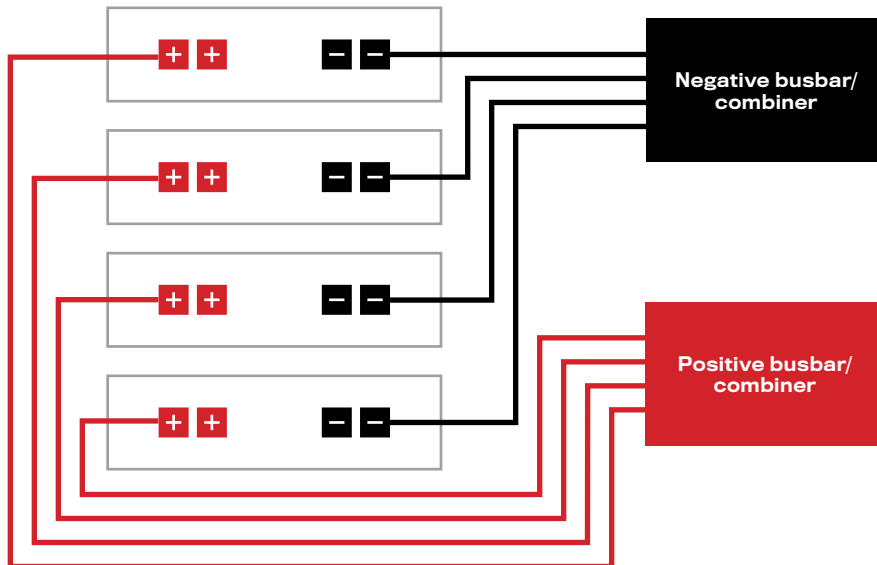 + + − −
Negative busbar/
combiner
+ + − −
+ + − −
Positive busbar/
combiner
+ + − −